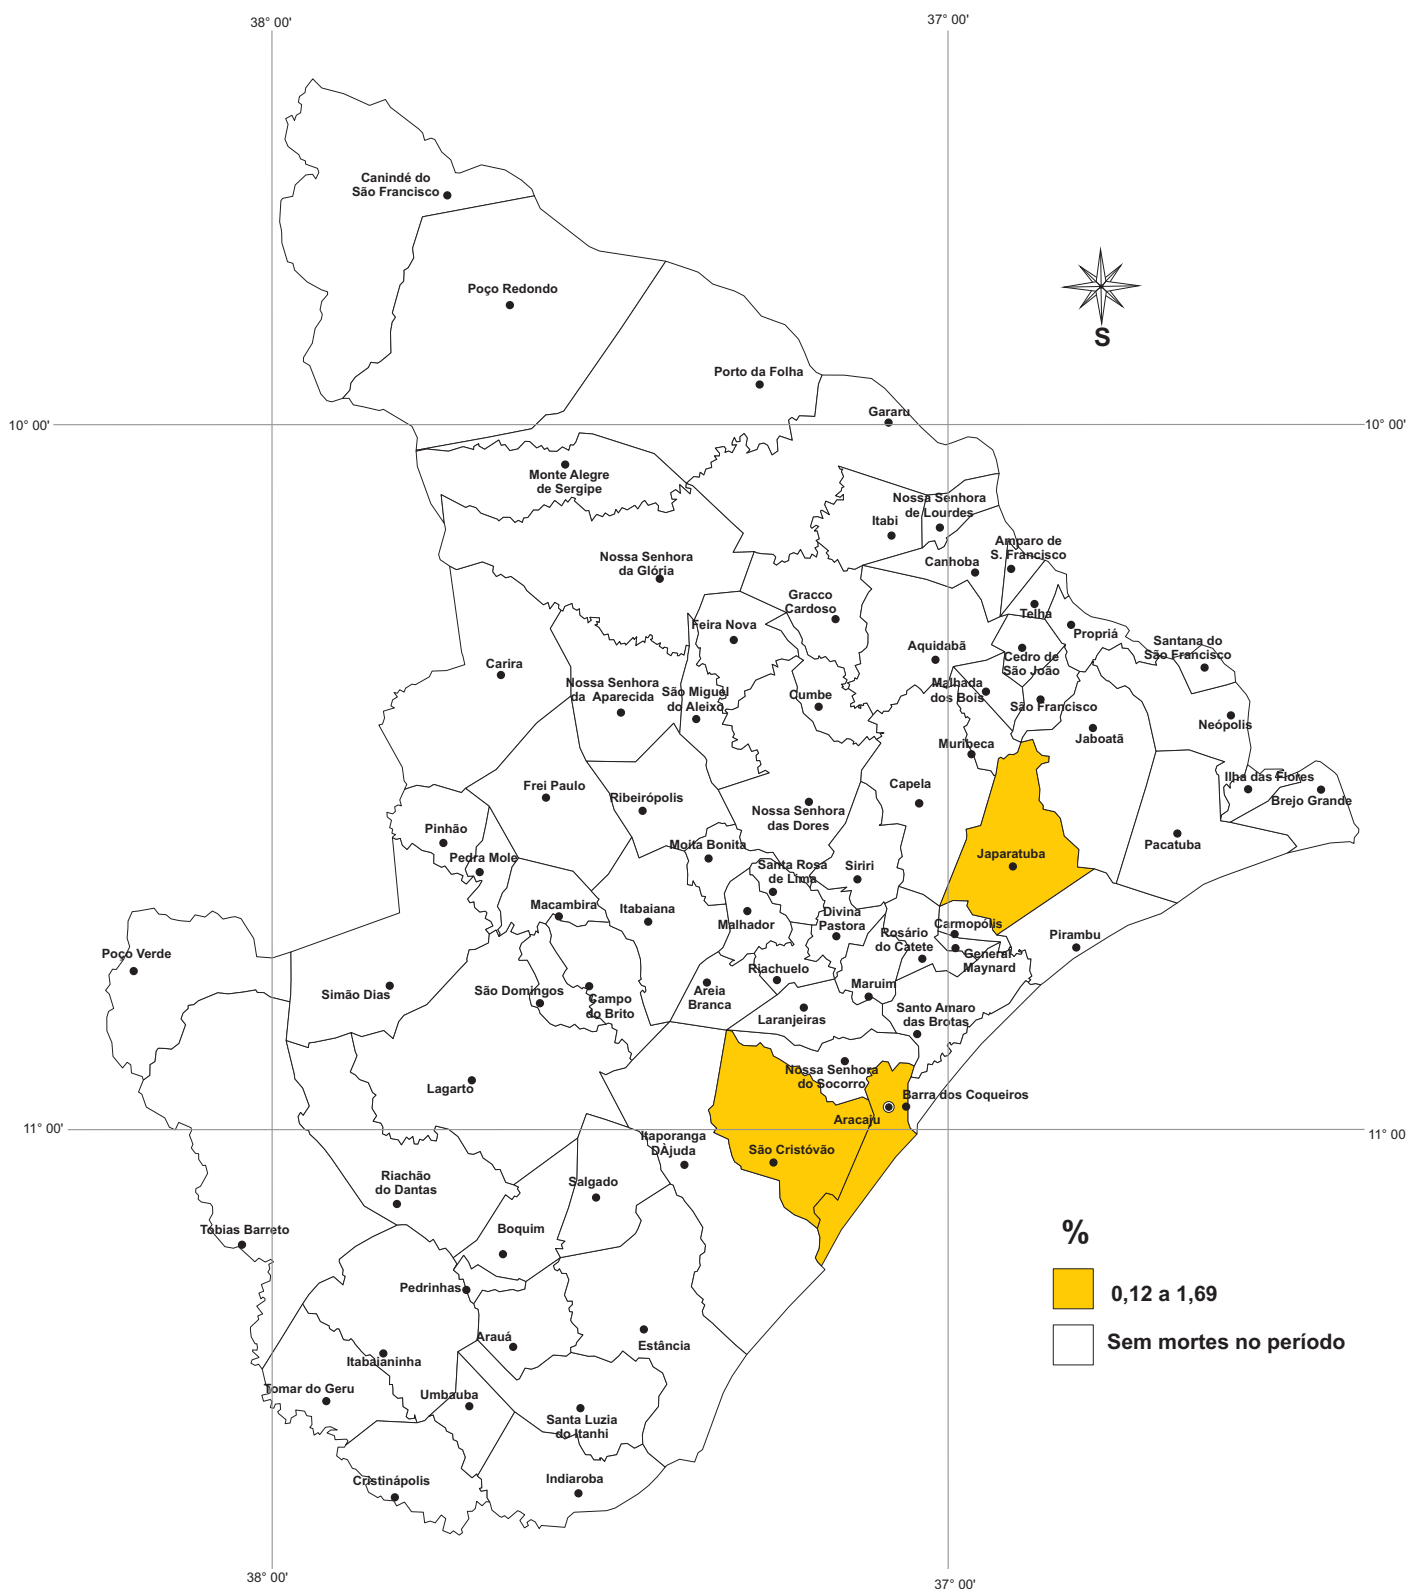 38° 00'
37° 00'
Canindé do
São Francisco
Poço Redondo
S
Porto da Folha
Gararu
10° 00'
10° 00'
Monte Alegre
de Sergipe
Nossa Senhora
de Lourdes
Itabi
Amparo de
S. Francisco
Canhoba
Nossa Senhora
da Glória
Gracco
Cardoso
Telha
Feira Nova
Propriá
Santana do
São Francisco
Aquidabã
Cedro de
São João
Carira
Nossa Senhora
da Aparecida
São Miguel
do Aleixo
Cumbe
Malhada
dos Bois
São Francisco
Neópolis
Jaboatã
Muribeca
Ilha das Flores
Brejo Grande
Frei Paulo
Ribeirópolis
Capela
Nossa Senhora
das Dores
Pinhão
Pedra Mole
Moita Bonita
Santa Rosa
de Lima
Siriri
Japaratuba
Pacatuba
Macambira
Itabaiana
Malhador
Divina
Pastora
Rosário
do Catete
Carmopólis
Pirambu
General
Maynard
Poço Verde
Simão Dias
São Domingos
Campo
do Brito
Areia
Branca
Riachuelo
Maruim
Laranjeiras
Santo Amaro
das Brotas
Lagarto
Nossa Senhora
do Socorro
Barra dos Coqueiros
Aracaju
11° 00'
11° 00
Itaporanga
DÀjuda
São Cristóvão
Riachão
do Dantas
Salgado
Tobias Barreto
Boquim
%
Pedrinhas
0,12 a 1,69
Arauá
Estância
Sem mortes no período
Itabaianinha
Tomar do Geru
Umbauba
Santa Luzia
do Itanhi
Cristinápolis
Indiaroba
38° 00'
37° 00'